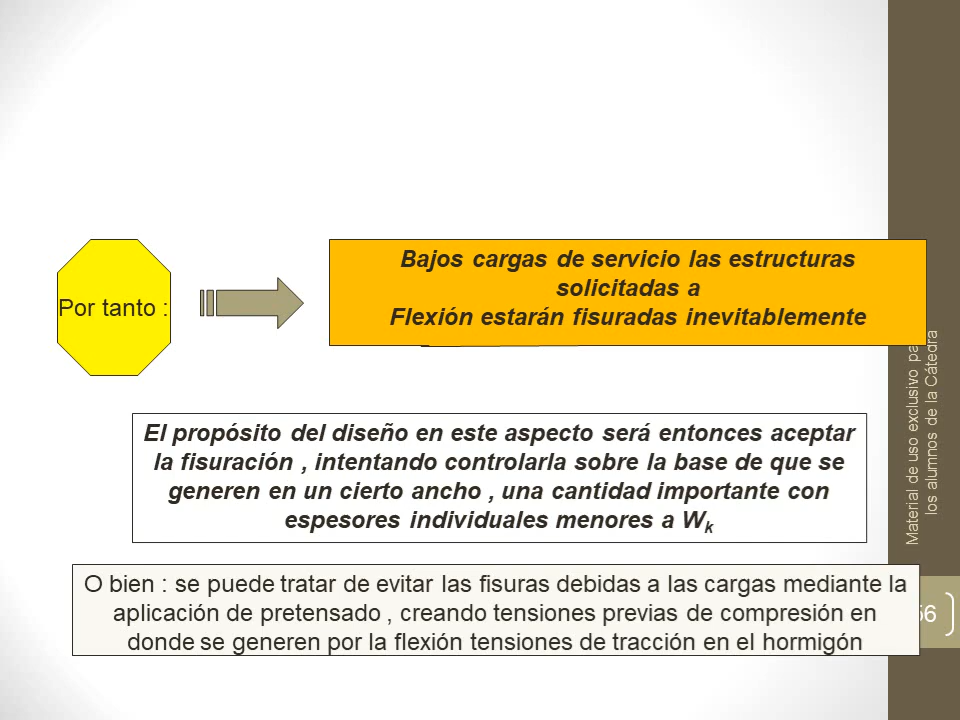 Por tanto :
Bajos cargas de servicio las estructuras
solicitadas a
Flexión estarán fisuradas inevitablemente
El propósito del diseño en este aspecto será entonces aceptar
la fisuración , intentando controlarla sobre la base de que se
generen en un cierto ancho , una cantidad importante con
espesores individuales menores a Wk
O bien : se puede tratar de evitar las fisuras debidas a las cargas mediante la
aplicación de pretensado , creando tensiones previas de compresión en
donde se generen por la flexión tensiones de tracción en el hormigón
Material de uso exclusivo
los alumnos de la Cátedra